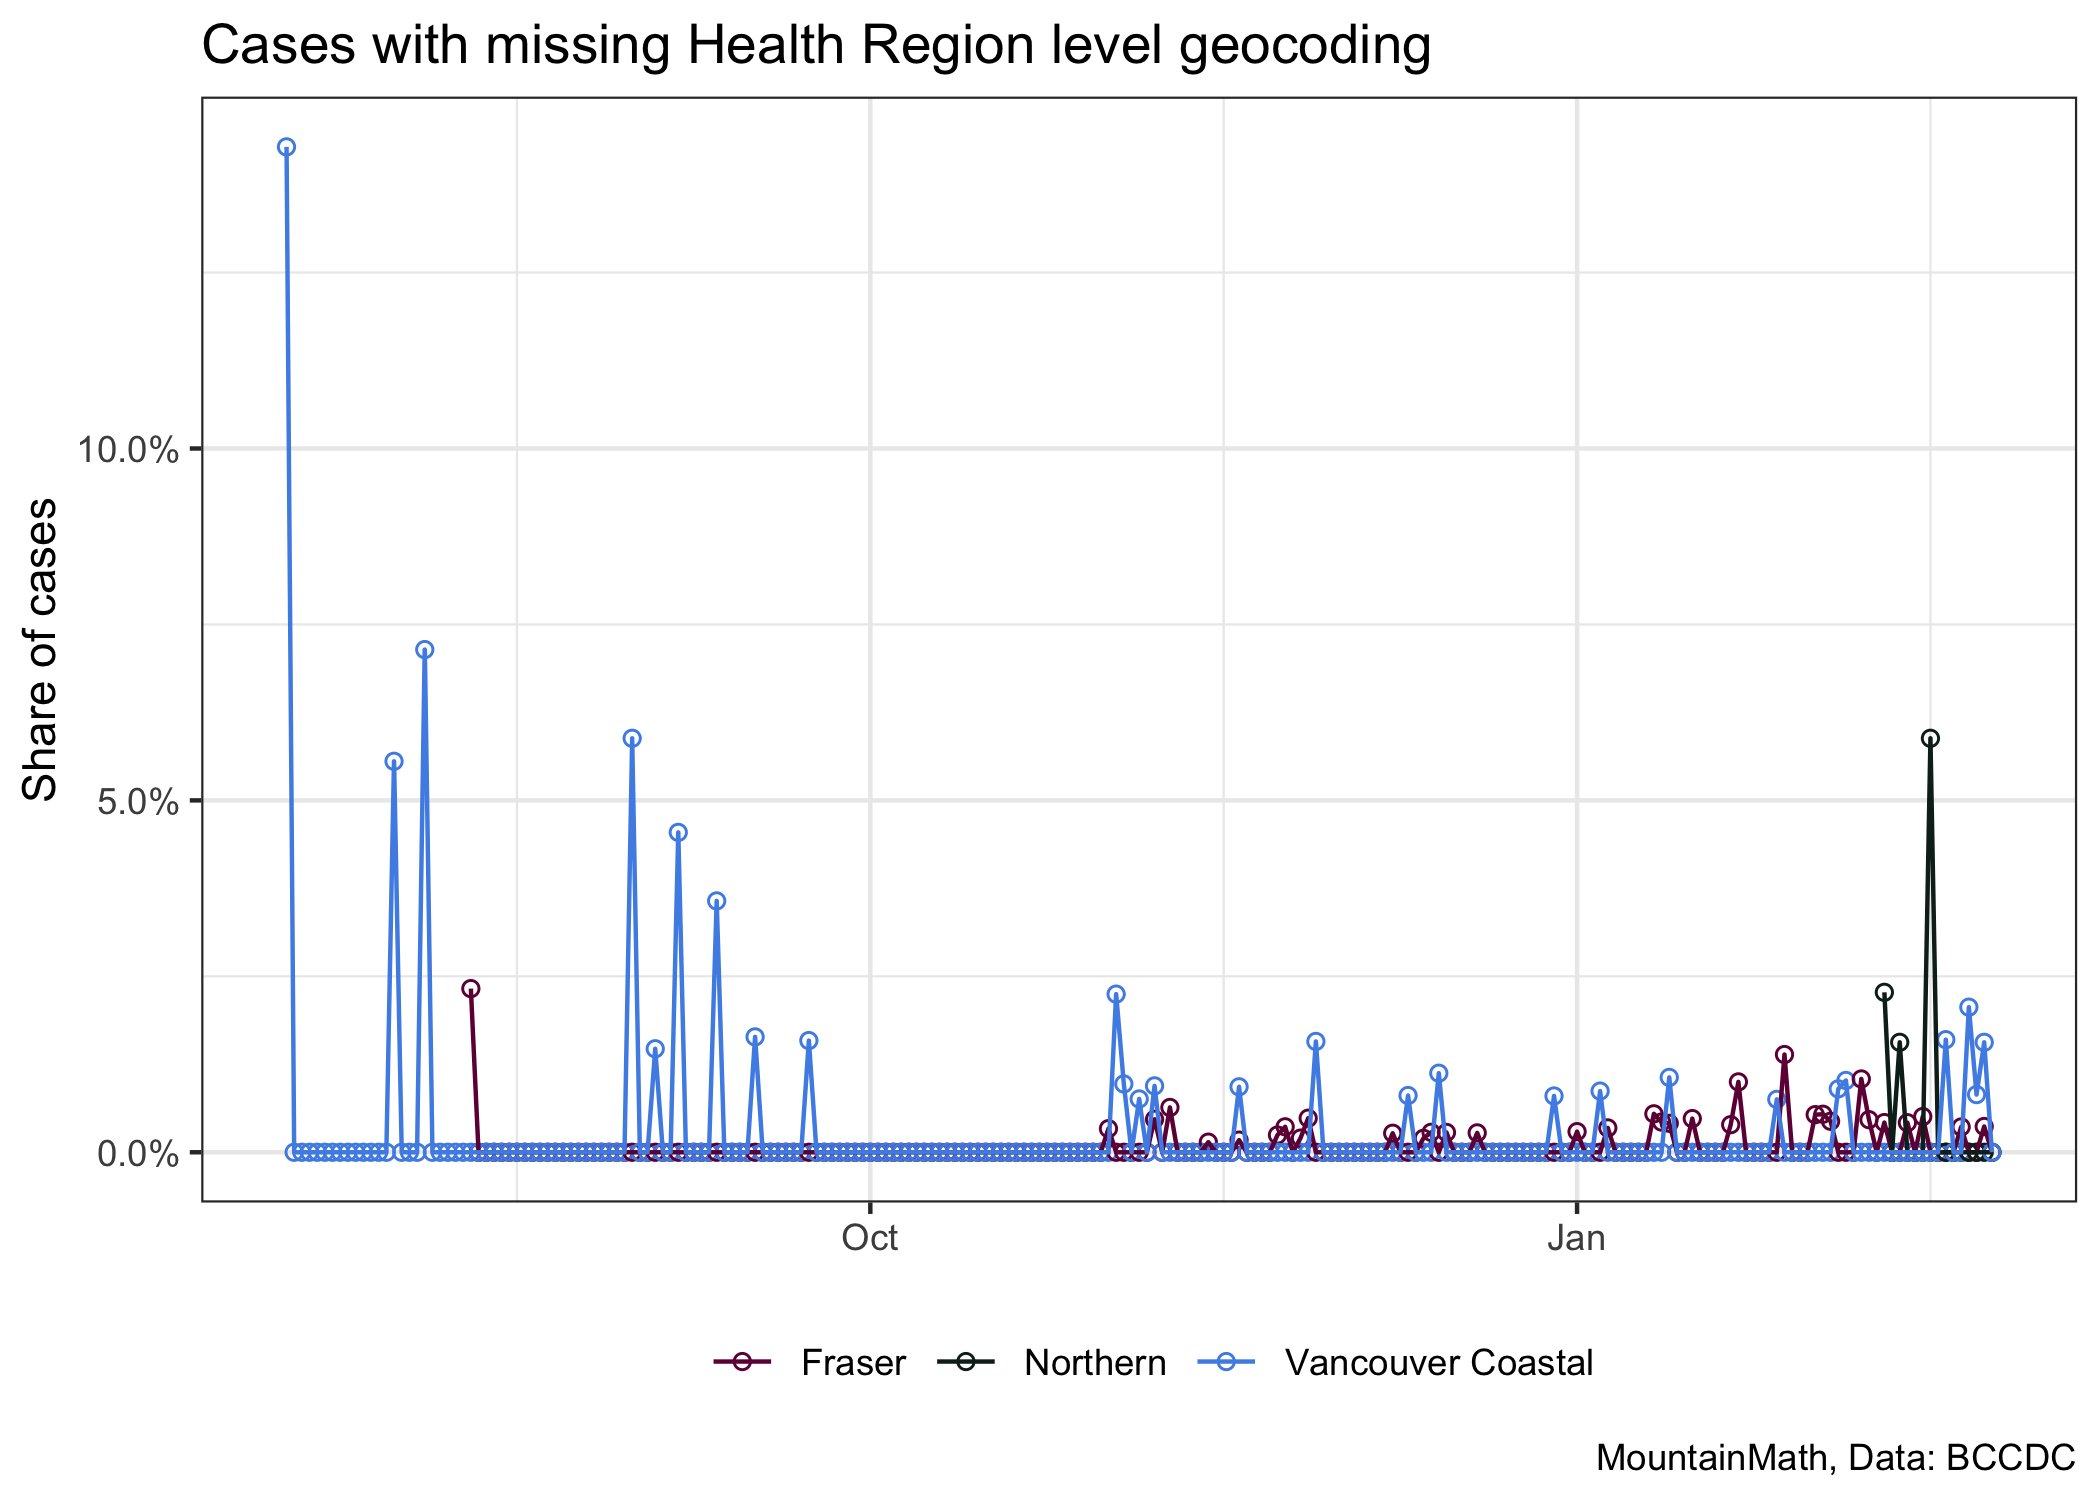 Cases with missing Health Region level geocoding
Share of cases
10.0%
5.0%
0.0%
Oct
Jan
Fraser
Northern
Vancouver Coastal
MountainMath, Data: BCCDC